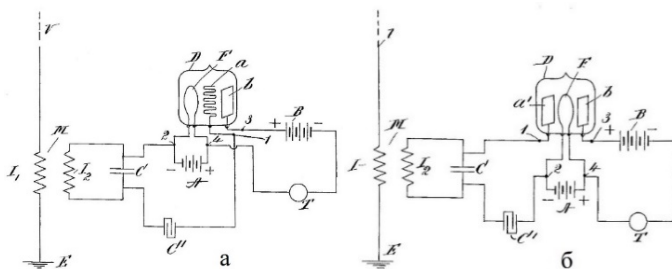 V D F a b
B
+ -
3
1
2 4
M
I₁ I₂ C'
- A + T
C"
E а
1 D F b
a'
B
+ -
1 3
2 4
M
I I₂ C'
- A + T
C"
E б